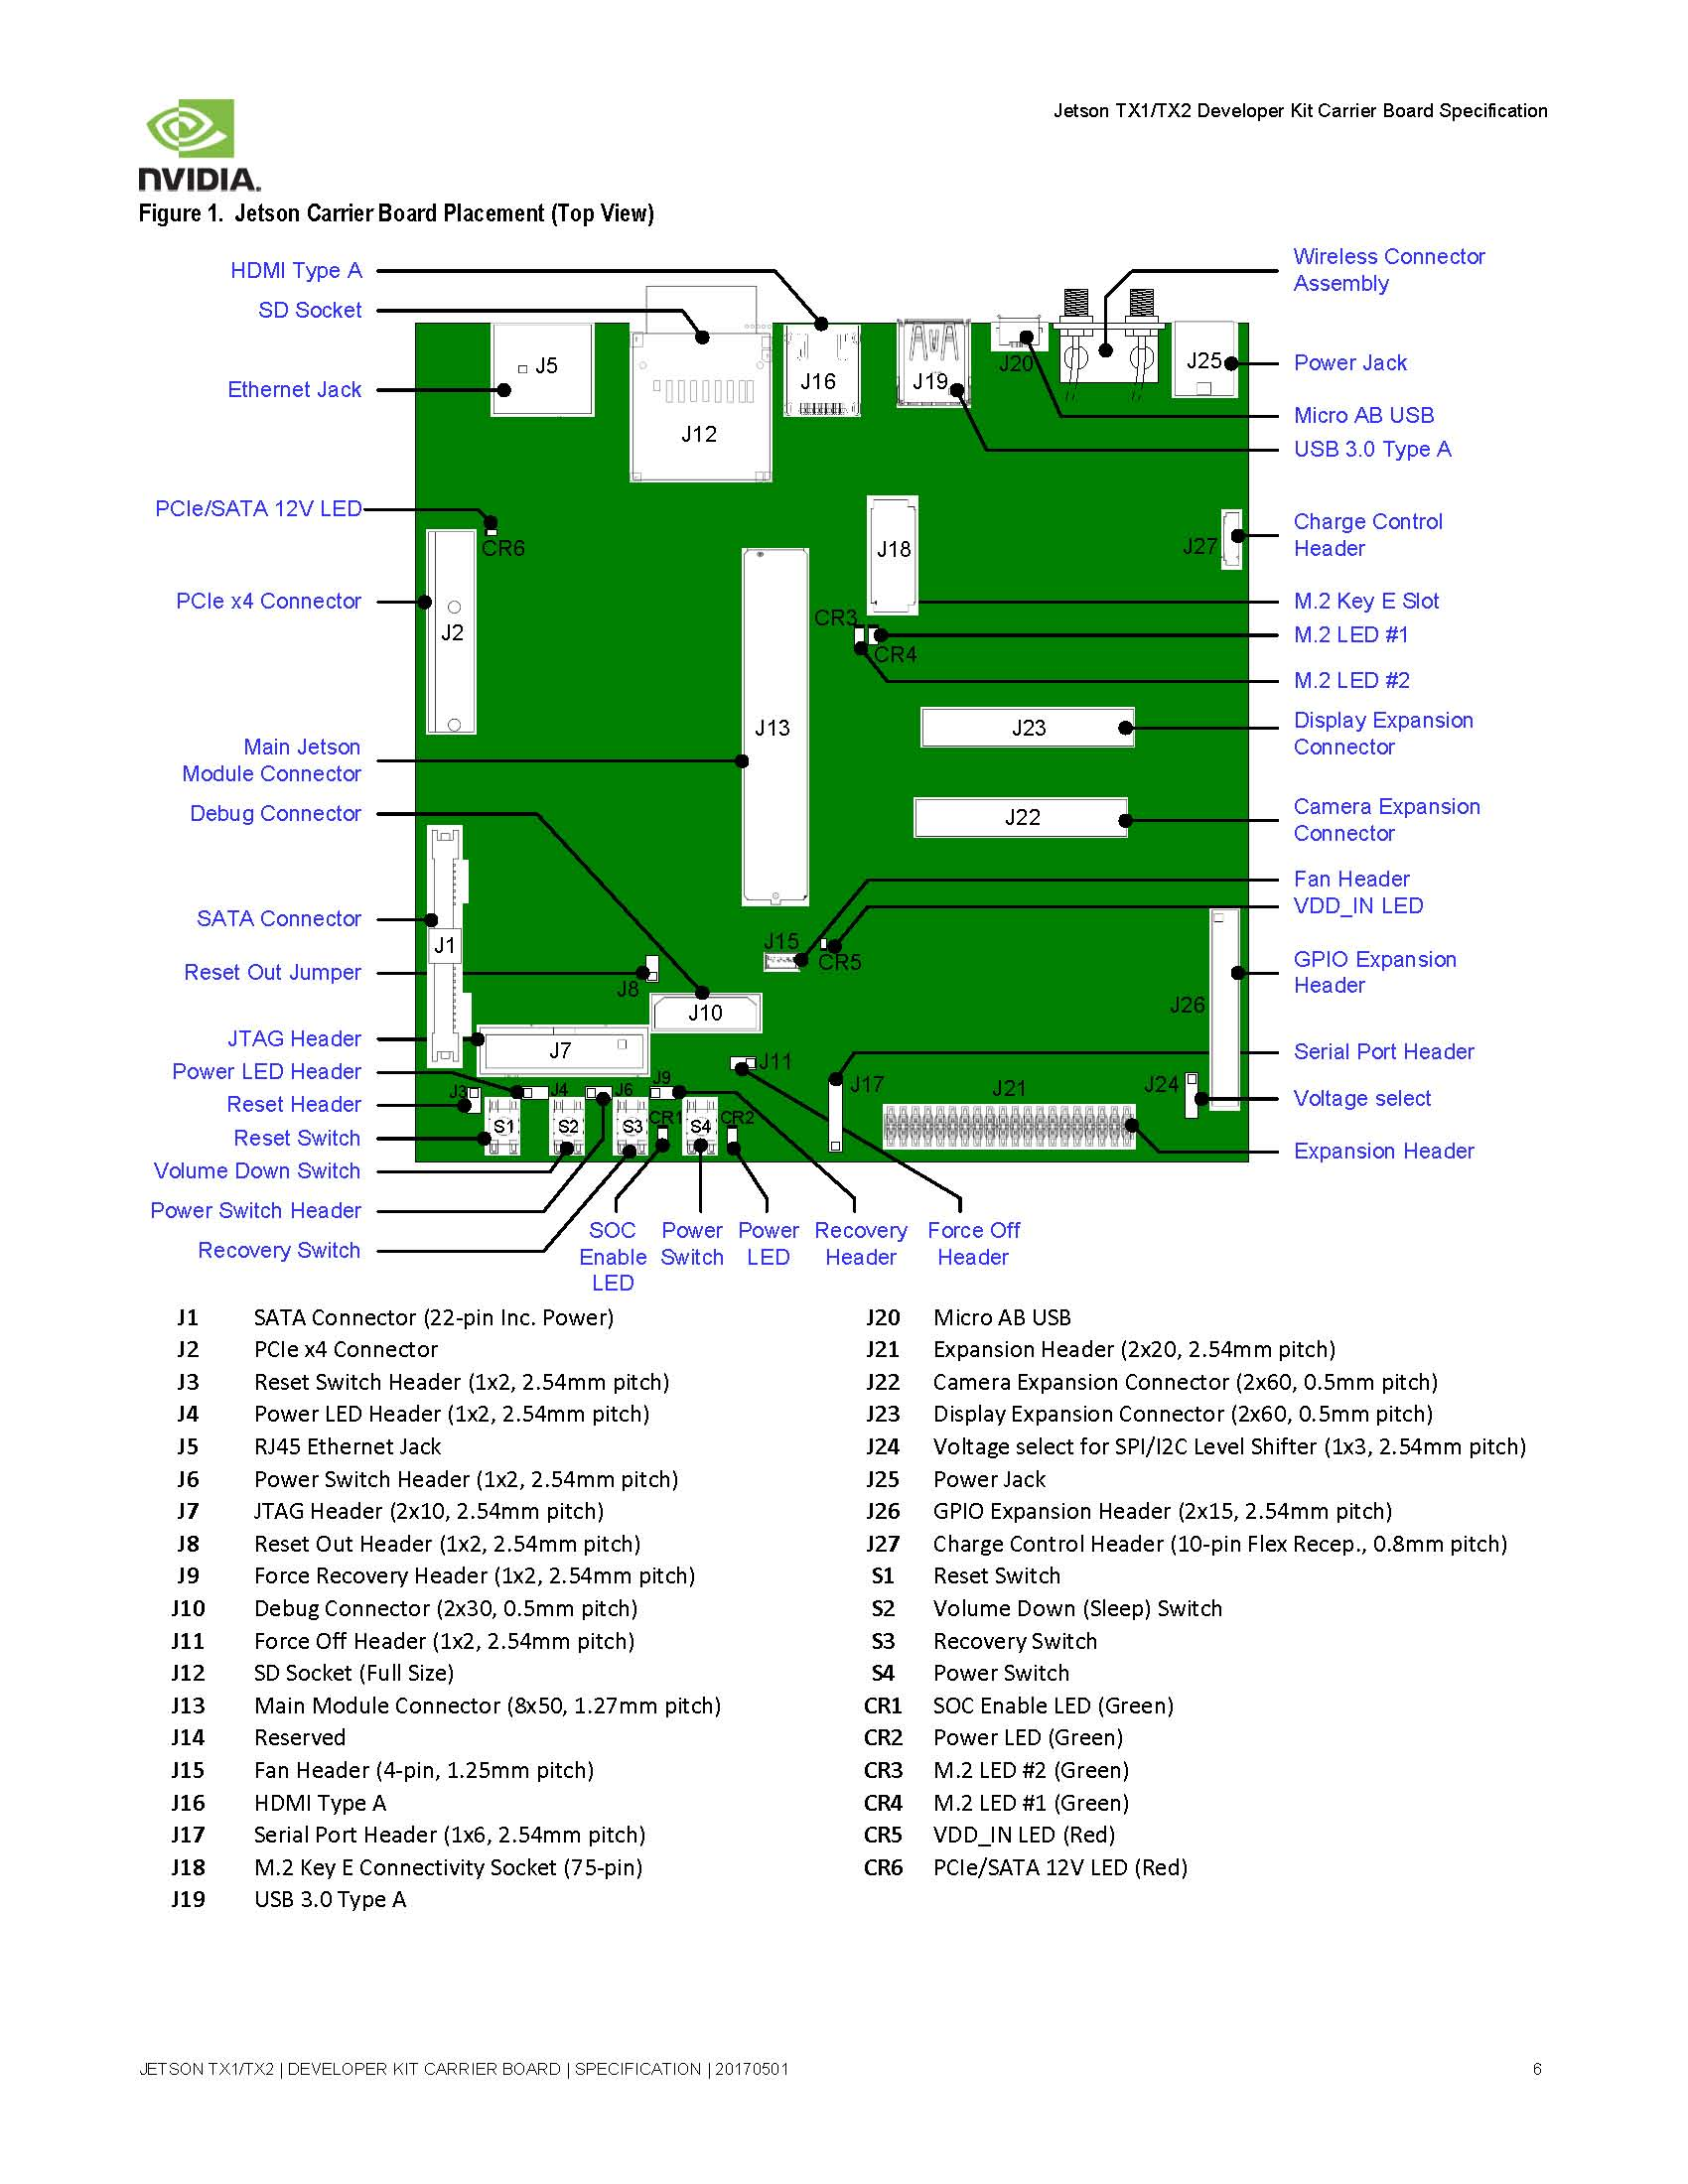 Jetson TX1/TX2 Developer Kit Carrier Board Specification
NVIDIA.
Figure 1. Jetson Carrier Board Placement (Top View)
HDMI Type A
SD Socket
Ethernet Jack
PCIe/SATA 12V LED
PCIe x4 Connector
Main Jetson
Module Connector
Debug Connector
SATA Connector
Reset Out Jumper
JTAG Header
Power LED Header
Reset Header
Reset Switch
Volume Down Switch
Power Switch Header
Recovery Switch
Wireless Connector
Assembly
Power Jack
Micro AB USB
USB 3.0 Type A
Charge Control
Header
M.2 Key E Slot
M.2 LED #1
M.2 LED #2
Display Expansion
Connector
Camera Expansion
Connector
Fan Header
VDD_IN LED
GPIO Expansion
Header
Serial Port Header
Voltage select
Expansion Header
J5
J12
J16
J19
J20
J25
CR6
J2
J18
J27
CR3
CR4
J13
J23
J22
J1
J15
CR5
J8
J10
J26
J7
J11
J3
J4
J6
J9
J17
J21
J24
S1
S2
S3
CR1
S4
CR2
SOC
Enable
LED
Power
Switch
Power
LED
Recovery
Header
Force Off
Header
J1 SATA Connector (22-pin Inc. Power)
J2 PCIe x4 Connector
J3 Reset Switch Header (1x2, 2.54mm pitch)
J4 Power LED Header (1x2, 2.54mm pitch)
J5 RJ45 Ethernet Jack
J6 Power Switch Header (1x2, 2.54mm pitch)
J7 JTAG Header (2x10, 2.54mm pitch)
J8 Reset Out Header (1x2, 2.54mm pitch)
J9 Force Recovery Header (1x2, 2.54mm pitch)
J10 Debug Connector (2x30, 0.5mm pitch)
J11 Force Off Header (1x2, 2.54mm pitch)
J12 SD Socket (Full Size)
J13 Main Module Connector (8x50, 1.27mm pitch)
J14 Reserved
J15 Fan Header (4-pin, 1.25mm pitch)
J16 HDMI Type A
J17 Serial Port Header (1x6, 2.54mm pitch)
J18 M.2 Key E Connectivity Socket (75-pin)
J19 USB 3.0 Type A
J20 Micro AB USB
J21 Expansion Header (2x20, 2.54mm pitch)
J22 Camera Expansion Connector (2x60, 0.5mm pitch)
J23 Display Expansion Connector (2x60, 0.5mm pitch)
J24 Voltage select for SPI/I2C Level Shifter (1x3, 2.54mm pitch)
J25 Power Jack
J26 GPIO Expansion Header (2x15, 2.54mm pitch)
J27 Charge Control Header (10-pin Flex Recep., 0.8mm pitch)
S1 Reset Switch
S2 Volume Down (Sleep) Switch
S3 Recovery Switch
S4 Power Switch
CR1 SOC Enable LED (Green)
CR2 Power LED (Green)
CR3 M.2 LED #2 (Green)
CR4 M.2 LED #1 (Green)
CR5 VDD_IN LED (Red)
CR6 PCIe/SATA 12V LED (Red)
JETSON TX1/TX2 | DEVELOPER KIT CARRIER BOARD | SPECIFICATION | 20170501 6